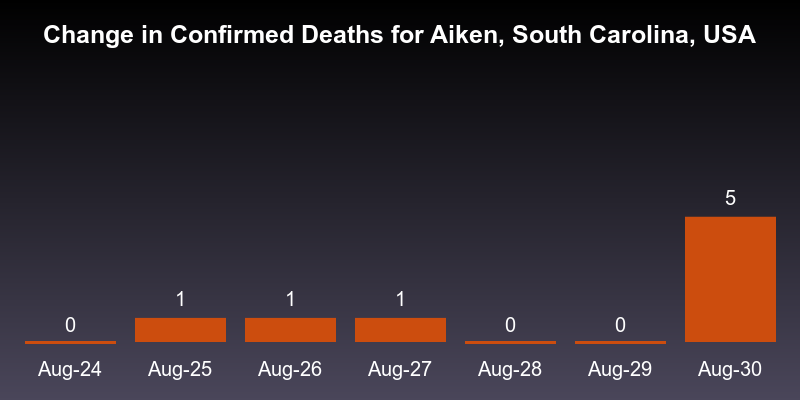 Change in Confirmed Deaths for Aiken, South Carolina, USA
5
1 1 1
0 0 0
Aug-24 Aug-25 Aug-26 Aug-27 Aug-28 Aug-29 Aug-30